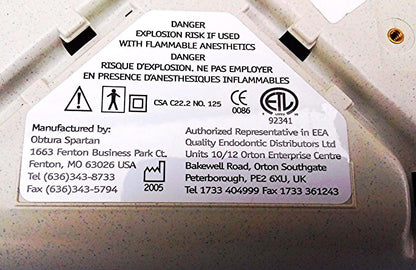 DANGER
EXPLOSION RISK IF USED
WITH FLAMMABLE ANESTHETICS
DANGER
RISQUE D'EXPLOSION. NE PAS EMPLOYER
EN PRESENCE D'ANESTHESIQUES INFLAMMABLES
CSA C22.2 NO. 125
CE
0086
ETL
LISTED
92341
Manufactured by:
Obtura Spartan
1663 Fenton Business Park Ct.
Fenton, MO 63026 USA
Tel (636)343-8733
Fax (636)343-5794
2005
Authorized Representative in EEA
Quality Endodontic Distributors Ltd
Units 10/12 Orton Enterprise Centre
Bakewell Road, Orton Southgate
Peterborough, PE2 6XU, UK
Tel 1733 404999 Fax 1733 361243